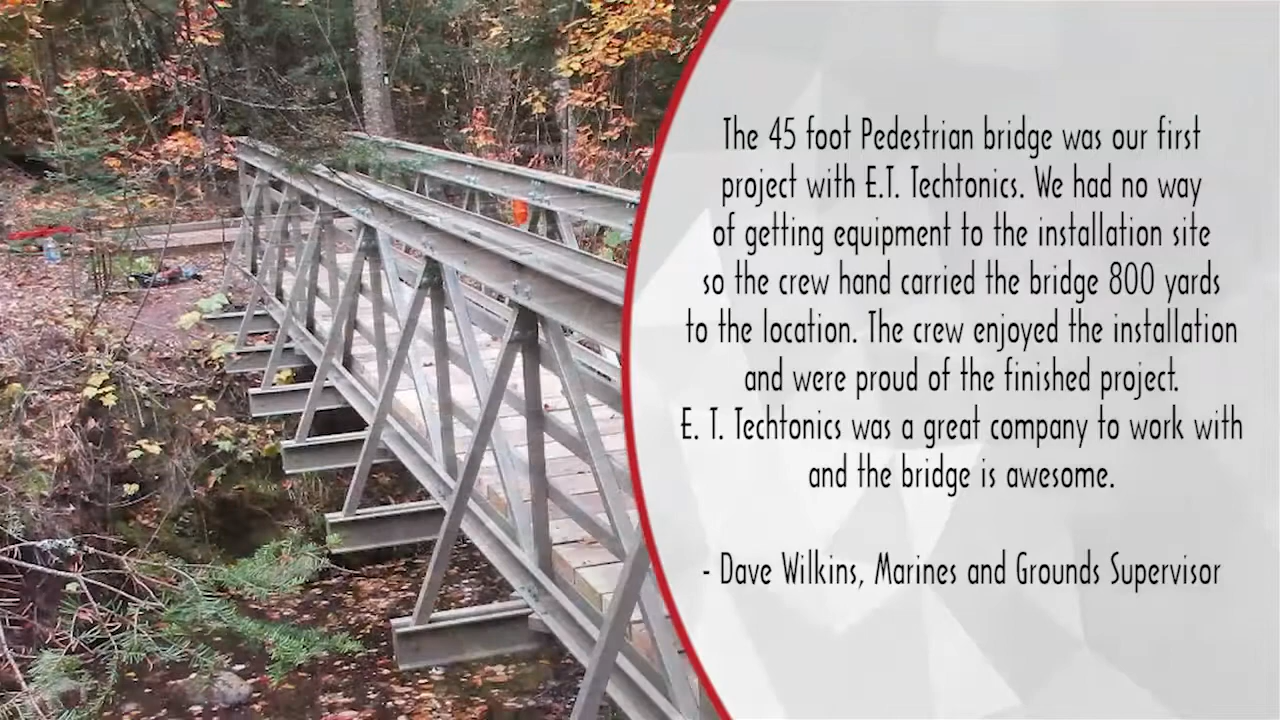 The 45 foot Pedestrian bridge was our first
project with E.T. Techtonics. We had no way
of getting equipment to the installation site
so the crew hand carried the bridge 800 yards
to the location. The crew enjoyed the installation
and were proud of the finished project.
E. T. Techtonics was a great company to work with
and the bridge is awesome.
- Dave Wilkins, Marines and Grounds Supervisor